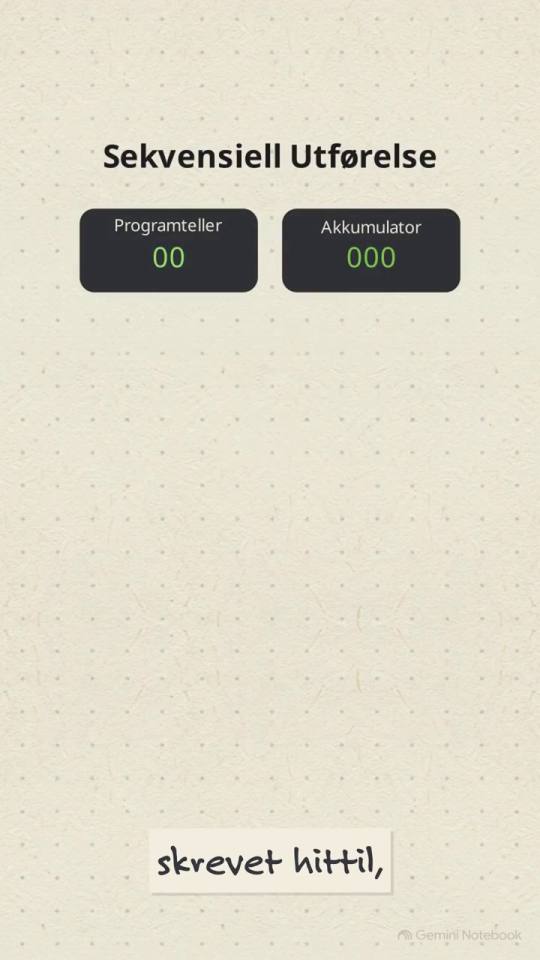 Sekvensiell Utførelse
Programteller
00
Akkumulator
000
skrevet hittil,
Gemini Notebook